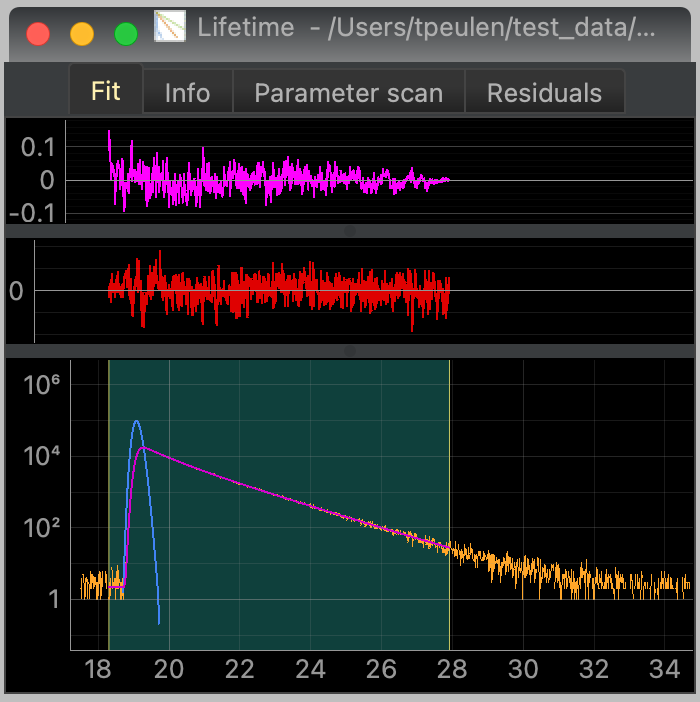 Lifetime - /Users/tpeulen/test_data/...
Fit Info Parameter scan Residuals
0.1
0
-0.1
0
10⁶
10⁴
10²
1
18 20 22 24 26 28 30 32 34